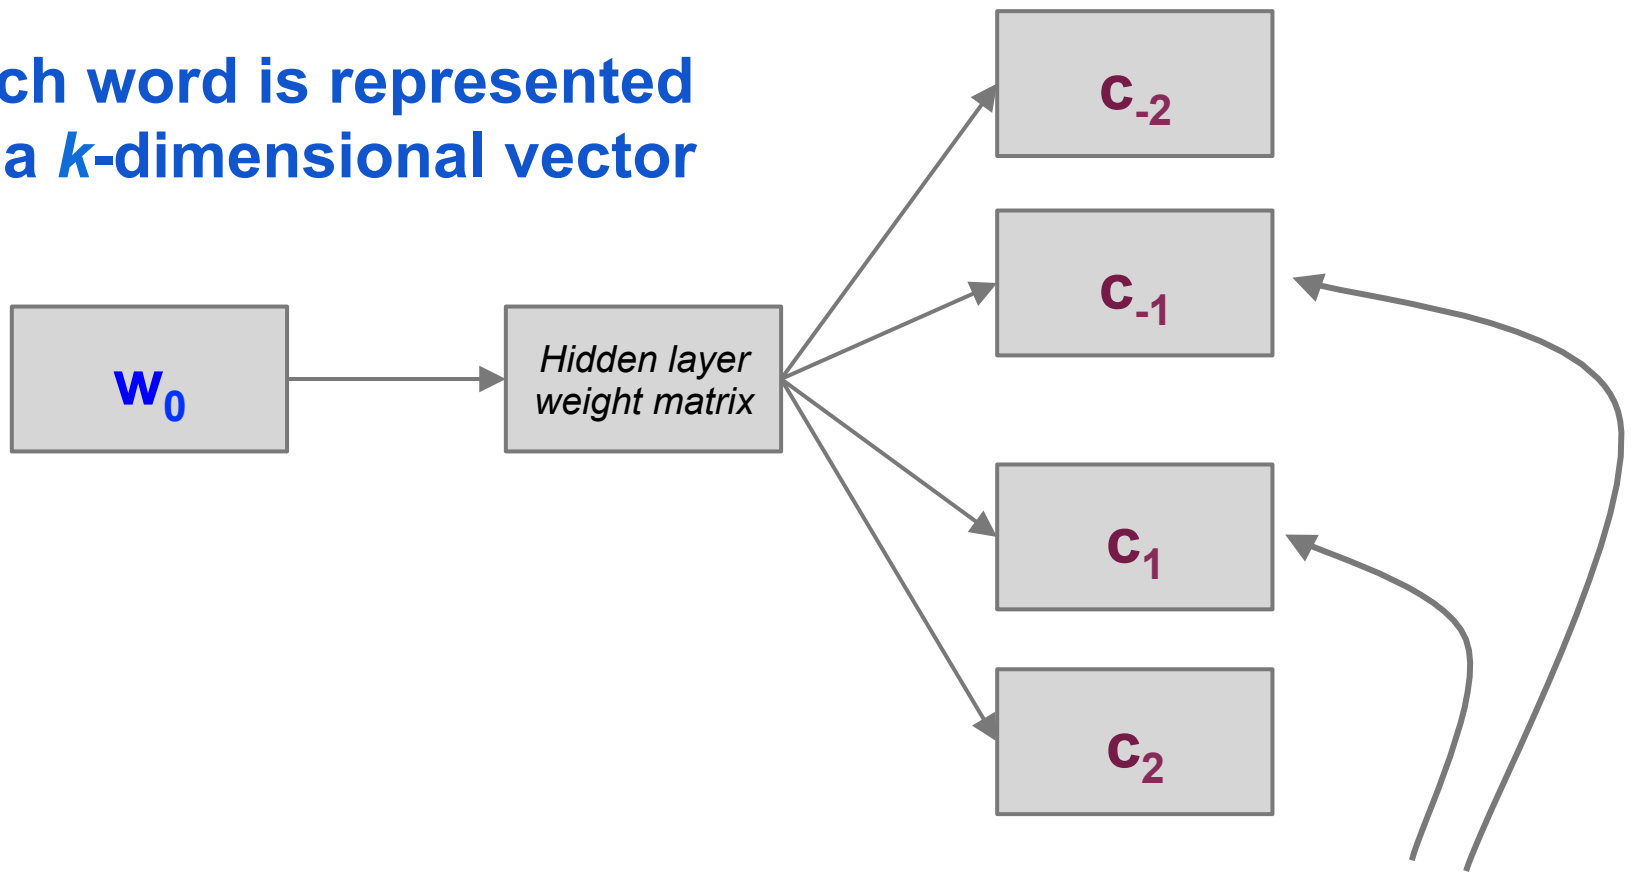 ch word is represented
a k-dimensional vector
c-2
c-1
Hidden layer
weight matrix
w0
c1
c2